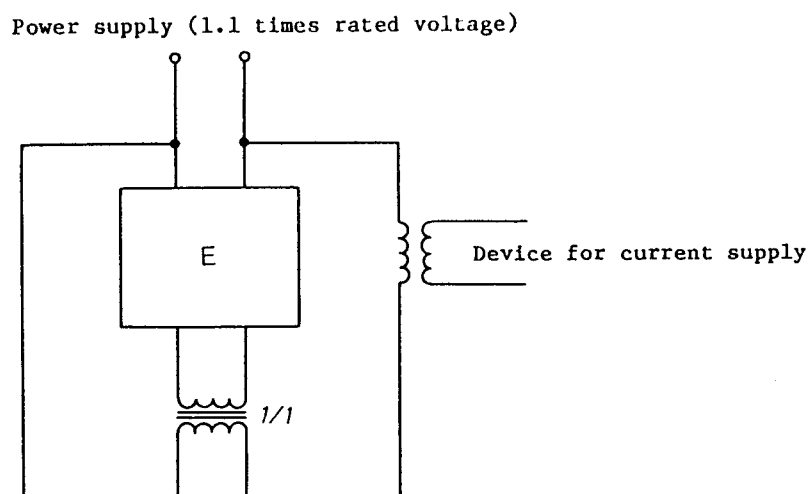 Power supply (1.1 times rated voltage)
E
Device for current supply
1/1